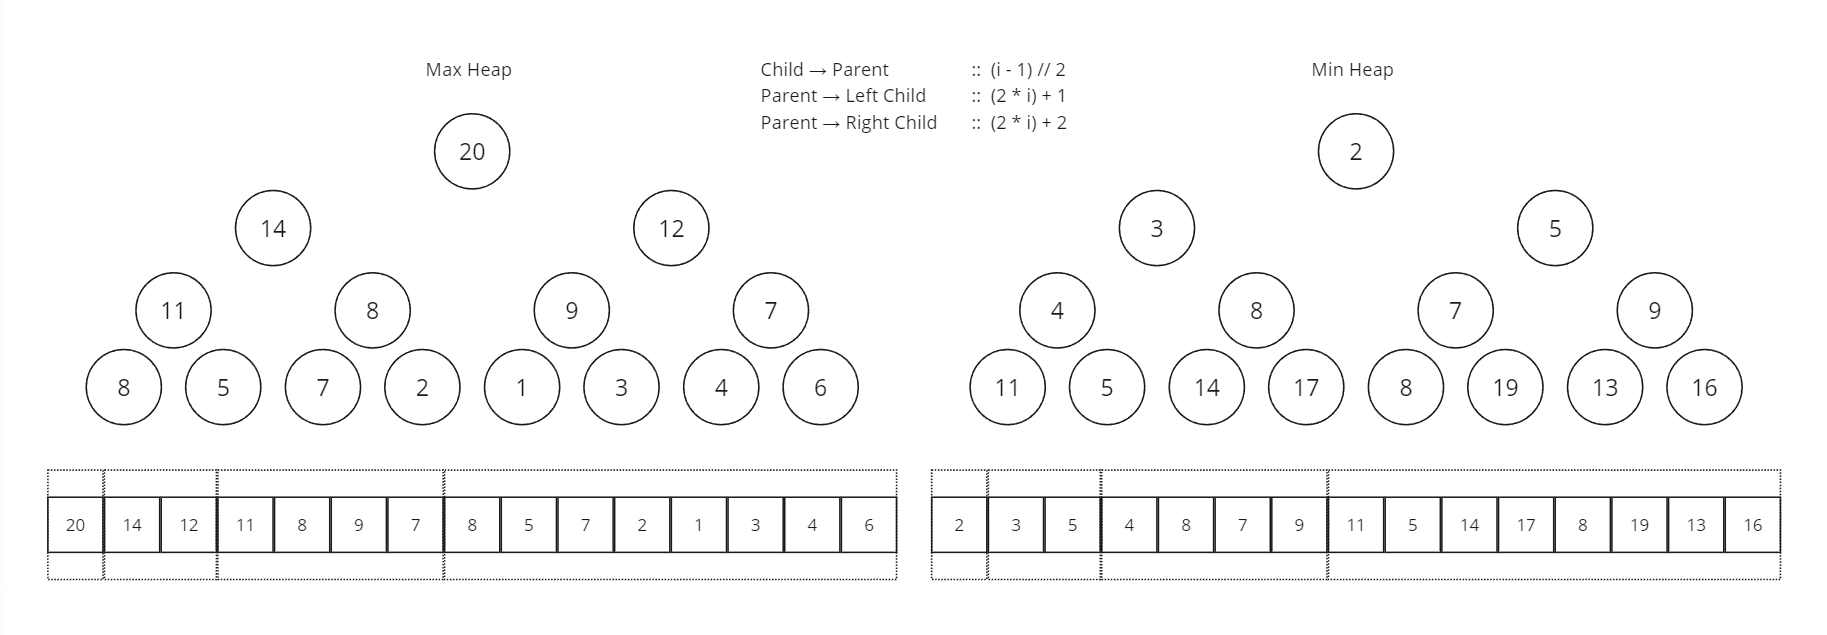 Max Heap
Child → Parent :: (i - 1) // 2
Parent → Left Child :: (2 * i) + 1
Parent → Right Child :: (2 * i) + 2
Min Heap
20
14 12
11 8 9 7
8 5 7 2 1 3 4 6
20 14 12 11 8 9 7 8 5 7 2 1 3 4 6
2
3 5
4 8 7 9
11 5 14 17 8 19 13 16
2 3 5 4 8 7 9 11 5 14 17 8 19 13 16